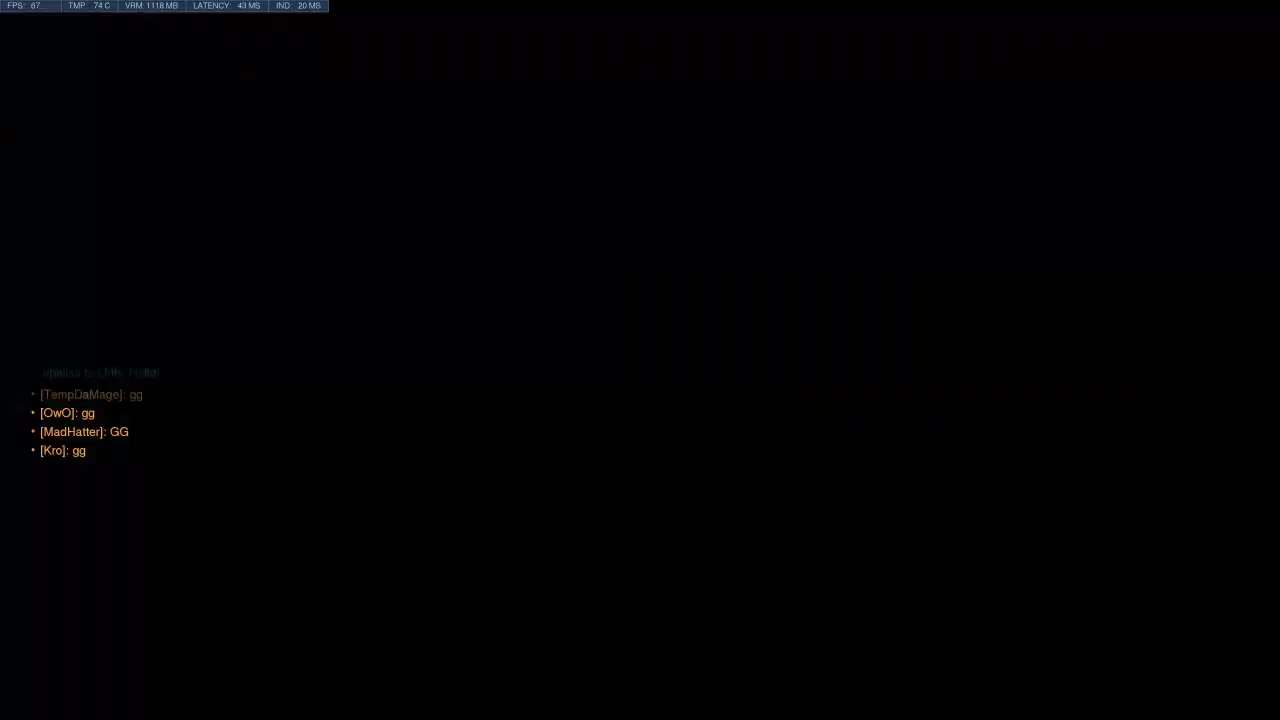 FPS: 67... TMP: 74 C VRM: 1118 MB LATENCY: 43 MS IND: 20 MS
• [TempDaMage]: gg
• [OwO]: gg
• [MadHatter]: GG
• [Kro]: gg